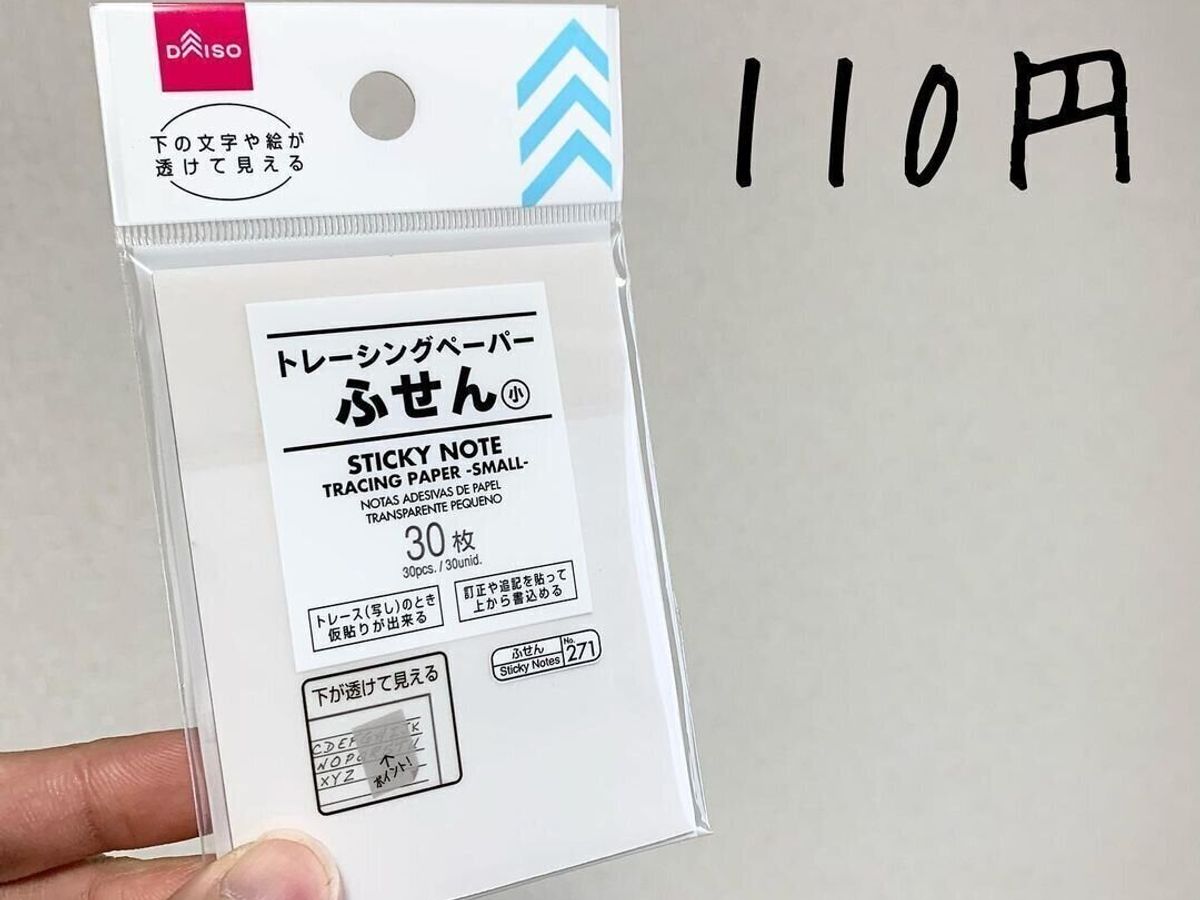 DAISO
下の文字や絵が
透けて見える
110円
トレーシングペーパー
ふせん小
STICKY NOTE
TRACING PAPER -SMALL-
NOTAS ADESIVAS DE PAPEL
TRANSPARENTE PEQUENO
30枚
30pcs. / 30unid.
トレース(写し)のとき
仮貼りが出来る
訂正や追記を貼って
上から書込める
ふせん
Sticky Notes
No.
271
下が透けて見える
CDEFGHIJK
NOPQRSTU
XYZ
↑
ポイント!